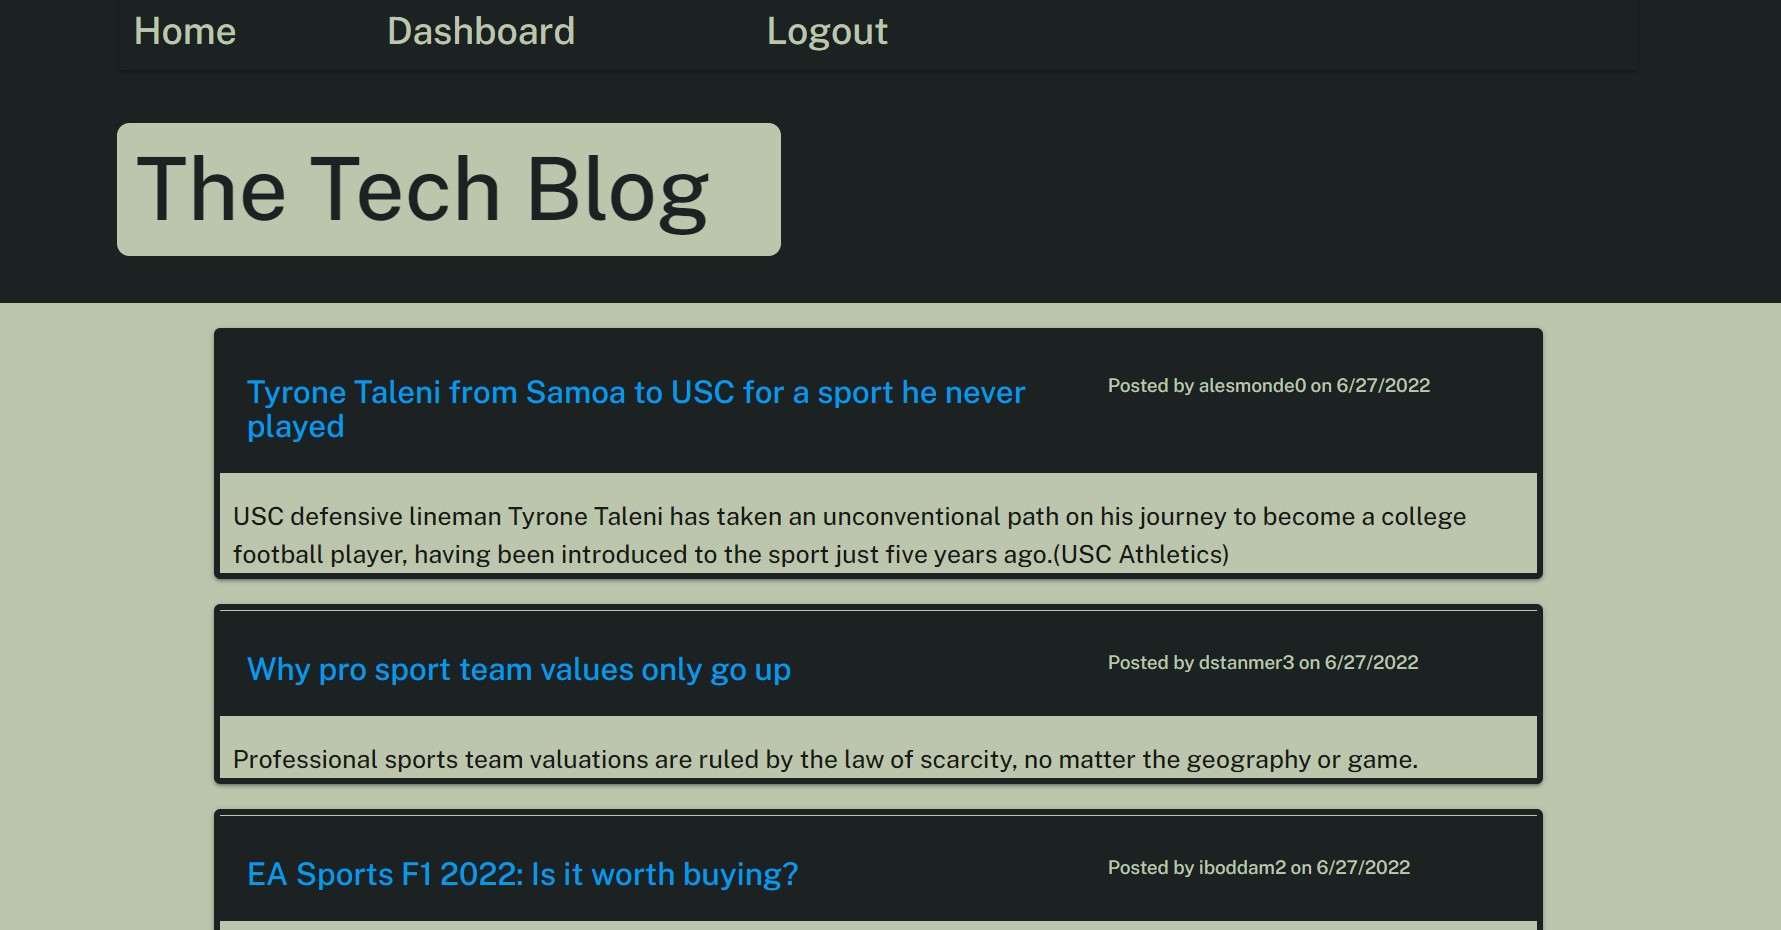 Home Dashboard Logout
The Tech Blog
Tyrone Taleni from Samoa to USC for a sport he never
played
Posted by alesmonde0 on 6/27/2022
USC defensive lineman Tyrone Taleni has taken an unconventional path on his journey to become a college
football player, having been introduced to the sport just five years ago.(USC Athletics)
Why pro sport team values only go up
Posted by dstanmer3 on 6/27/2022
Professional sports team valuations are ruled by the law of scarcity, no matter the geography or game.
EA Sports F1 2022: Is it worth buying?
Posted by iboddam2 on 6/27/2022